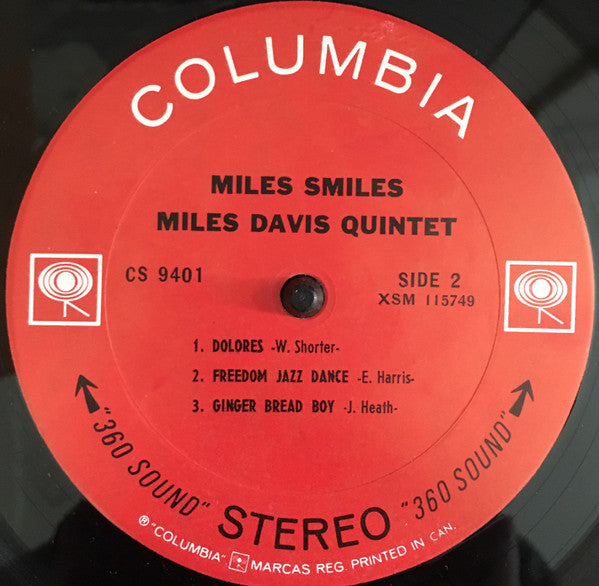 COLUMBIA
MILES SMILES
MILES DAVIS QUINTET
CS 9401
SIDE 2
XSM 115749
1. DOLORES -W. Shorter-
2. FREEDOM JAZZ DANCE -E. Harris-
3. GINGER BREAD BOY -J. Heath-
"360 SOUND" STEREO "360 SOUND"
® "COLUMBIA" MARCAS REG. PRINTED IN CAN.